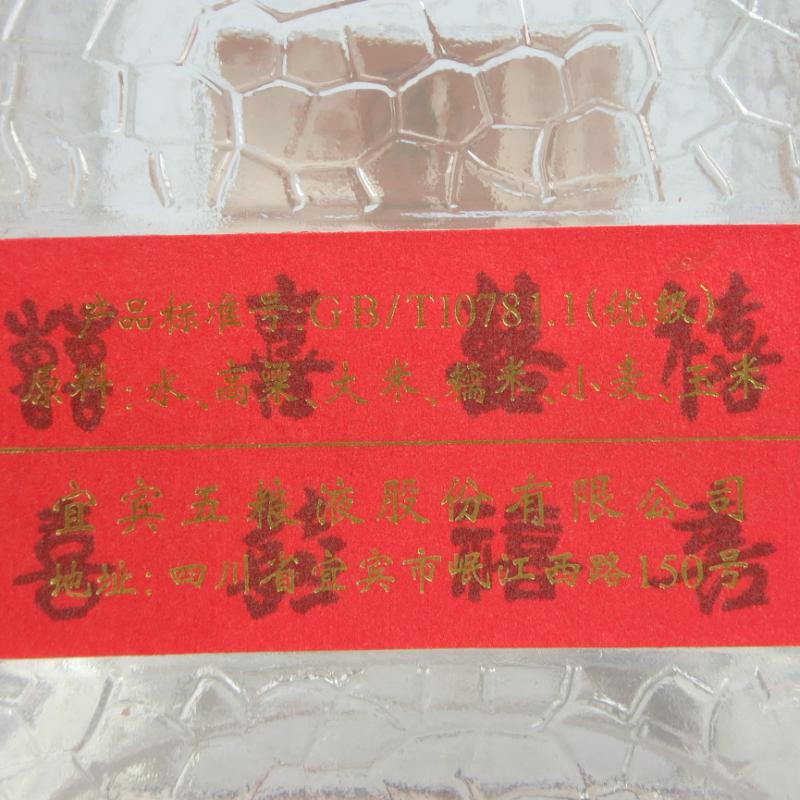 产品标准号:GB/T10781.1(优级)
原料:水、高粱、大米、糯米、小麦、玉米
宜宾五粮液股份有限公司
地址:四川省宜宾市岷江西路150号